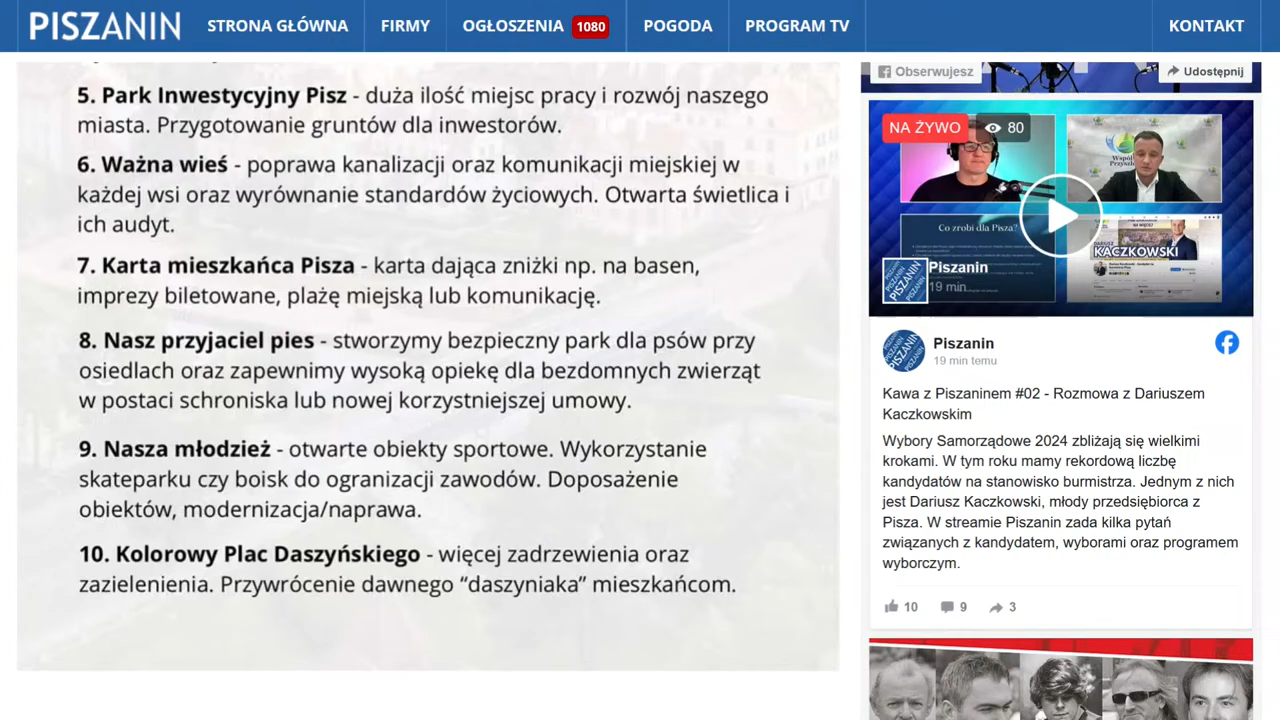 PISZANIN STRONA GŁÓWNA FIRMY OGŁOSZENIA 1080 POGODA PROGRAM TV KONTAKT
5. Park Inwestycyjny Pisz - duża ilość miejsc pracy i rozwój naszego
miasta. Przygotowanie gruntów dla inwestorów.
6. Ważna wieś - poprawa kanalizacji oraz komunikacji miejskiej w
każdej wsi oraz wyrównanie standardów życiowych. Otwarta świetlica i
ich audyt.
7. Karta mieszkańca Pisza - karta dająca zniżki np. na basen,
imprezy biletowane, plażę miejską lub komunikację.
8. Nasz przyjaciel pies - stworzymy bezpieczny park dla psów przy
osiedlach oraz zapewnimy wysoką opiekę dla bezdomnych zwierząt
w postaci schroniska lub nowej korzystniejszej umowy.
9. Nasza młodzież - otwarte obiekty sportowe. Wykorzystanie
skateparku czy boisk do ogranizacji zawodów. Doposażenie
obiektów, modernizacja/naprawa.
10. Kolorowy Plac Daszyńskiego - więcej zadrzewienia oraz
zazielenienia. Przywrócenie dawnego “daszyniaka” mieszkańcom.
Obserwujesz Udostępnij
NA ŻYWO 80
Co zrobi dla Pisza?
DARIUSZ
KACZKOWSKI
PISZANIN
Piszanin
19 min
Piszanin
19 min temu
Kawa z Piszaninem #02 - Rozmowa z Dariuszem
Kaczkowskim
Wybory Samorządowe 2024 zbliżają się wielkimi
krokami. W tym roku mamy rekordową liczbę
kandydatów na stanowisko burmistrza. Jednym z nich
jest Dariusz Kaczkowski, młody przedsiębiorca z
Pisza. W streamie Piszanin zada kilka pytań
związanych z kandydatem, wyborami oraz programem
wyborczym.
10 9 3